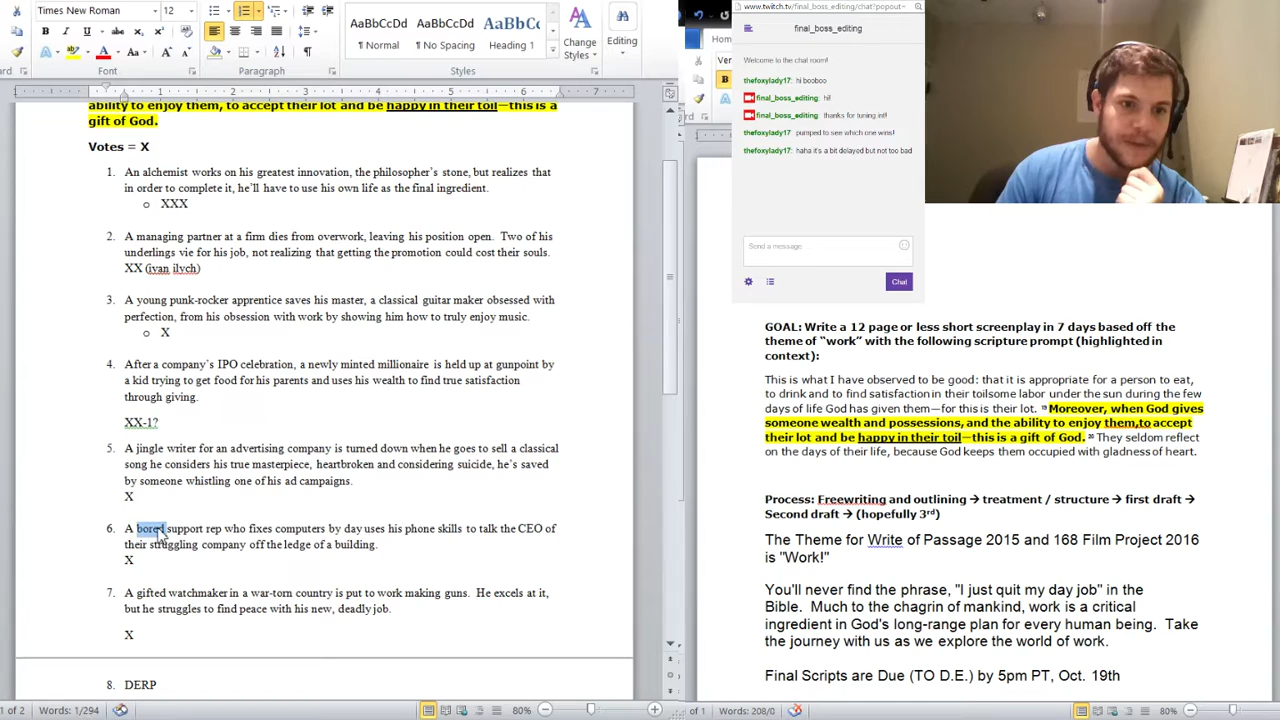 Times New Roman
12
AaBbCcDd
AaBbCcDd
AaBbC
¶ Normal
¶ No Spacing
Heading 1
Change
Styles
Editing
Font
Paragraph
Styles
ability to enjoy them, to accept their lot and be happy in their toil—this is a
gift of God.
Votes = X
1. An alchemist works on his greatest innovation, the philosopher's stone, but realizes that
in order to complete it, he'll have to use his own life as the final ingredient.
o XXX
2. A managing partner at a firm dies from overwork, leaving his position open. Two of his
underlings vie for his job, not realizing that getting the promotion could cost their souls.
XX (ivan ilych)
3. A young punk-rocker apprentice saves his master, a classical guitar maker obsessed with
perfection, from his obsession with work by showing him how to truly enjoy music.
o X
4. After a company's IPO celebration, a newly minted millionaire is held up at gunpoint by
a kid trying to get food for his parents and uses his wealth to find true satisfaction
through giving.
XX-1?
5. A jingle writer for an advertising company is turned down when he goes to sell a classical
song he considers his true masterpiece, heartbroken and considering suicide, he's saved
by someone whistling one of his ad campaigns.
X
6. A bored support rep who fixes computers by day uses his phone skills to talk the CEO of
their struggling company off the ledge of a building.
X
7. A gifted watchmaker in a war-torn country is put to work making guns. He excels at it,
but he struggles to find peace with his new, deadly job.
X
8. DERP
1 of 2
Words: 1/294
80%
www.twitch.tv/final_boss_editing/chat?popout=
final_boss_editing
Welcome to the chat room!
thefoxylady17: hi booboo
final_boss_editing: hi!
final_boss_editing: thanks for tuning int!
thefoxylady17: pumped to see which one wins!
thefoxylady17: haha it's a bit delayed but not too bad
Send a message ...
Chat
GOAL: Write a 12 page or less short screenplay in 7 days based off the
theme of “work” with the following scripture prompt (highlighted in
context):
This is what I have observed to be good: that it is appropriate for a person to eat,
to drink and to find satisfaction in their toilsome labor under the sun during the few
days of life God has given them—for this is their lot. 19 Moreover, when God gives
someone wealth and possessions, and the ability to enjoy them,to accept
their lot and be happy in their toil—this is a gift of God. 20 They seldom reflect
on the days of their life, because God keeps them occupied with gladness of heart.
Process: Freewriting and outlining → treatment / structure → first draft →
Second draft → (hopefully 3rd)
The Theme for Write of Passage 2015 and 168 Film Project 2016
is "Work!"
You'll never find the phrase, "I just quit my day job" in the
Bible. Much to the chagrin of mankind, work is a critical
ingredient in God's long-range plan for every human being. Take
the journey with us as we explore the world of work.
Final Scripts are Due (TO D.E.) by 5pm PT, Oct. 19th
of 1
Words: 208/0
80%